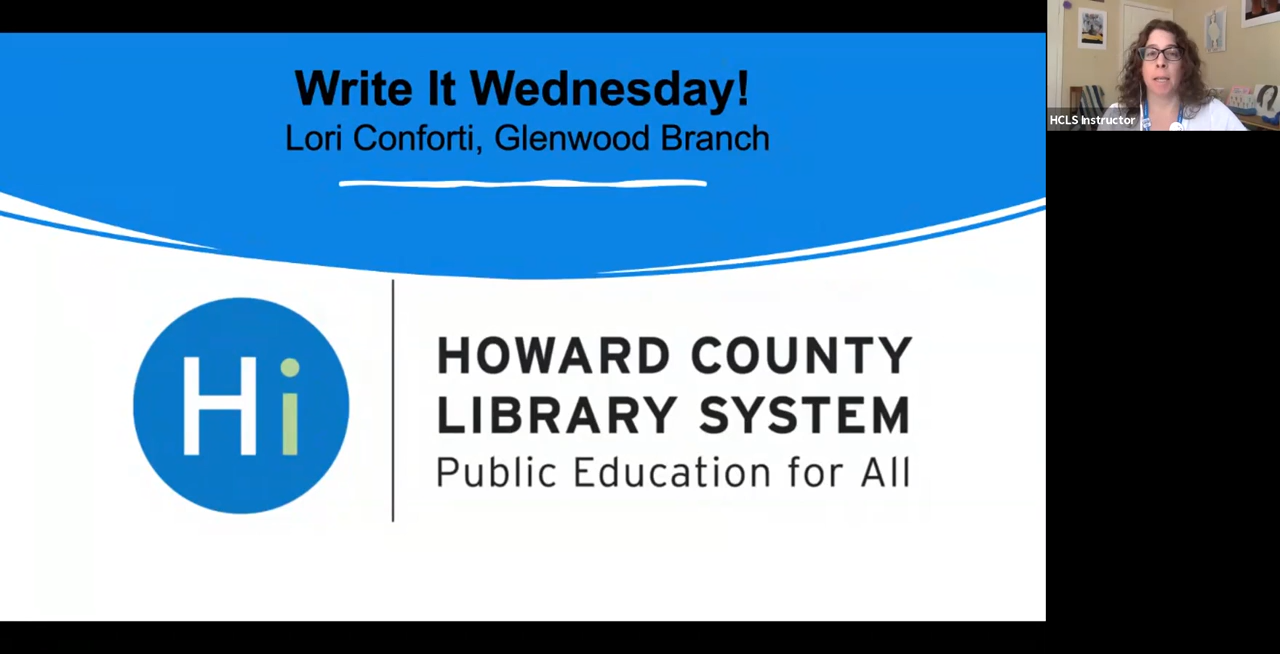 Write It Wednesday!
Lori Conforti, Glenwood Branch
Hi
HOWARD COUNTY
LIBRARY SYSTEM
Public Education for All
HCLS Instructor